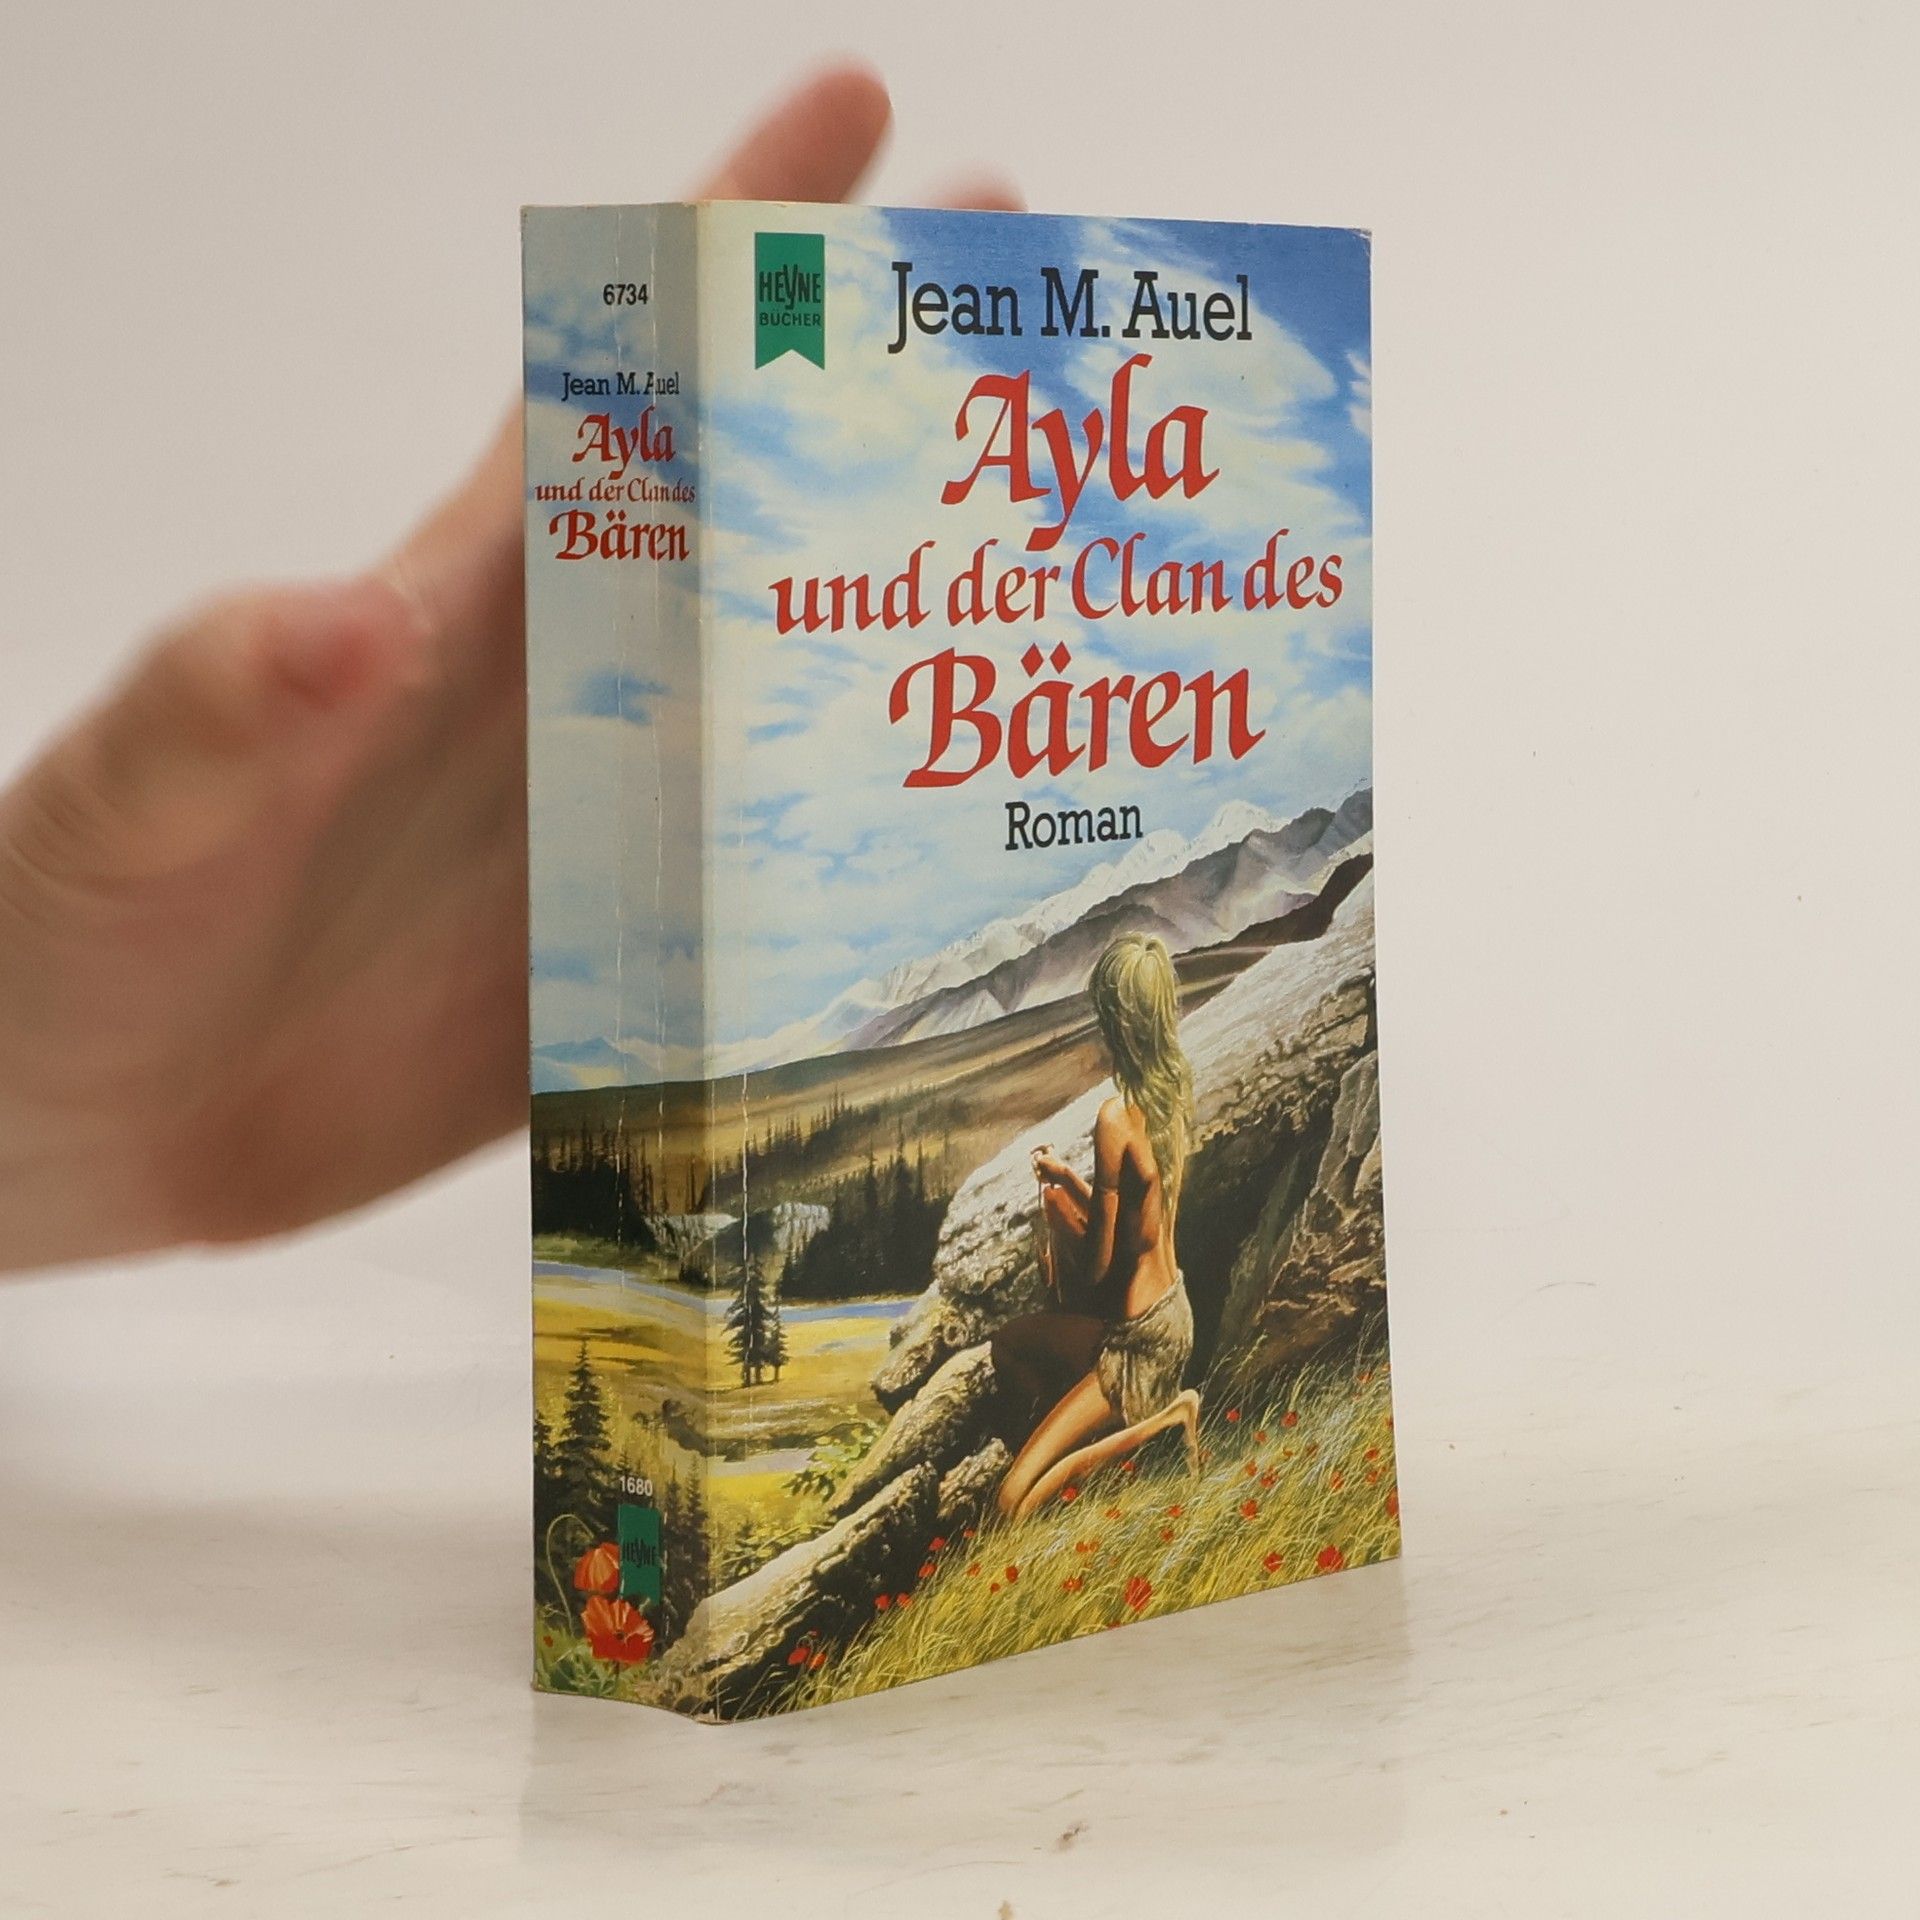 6734
Jean M. Auel
Ayla
und der Clan des
Bären
1680
HEYNE
HEYNE
BÜCHER
Jean M. Auel
Ayla
und der Clan des
Bären
Roman